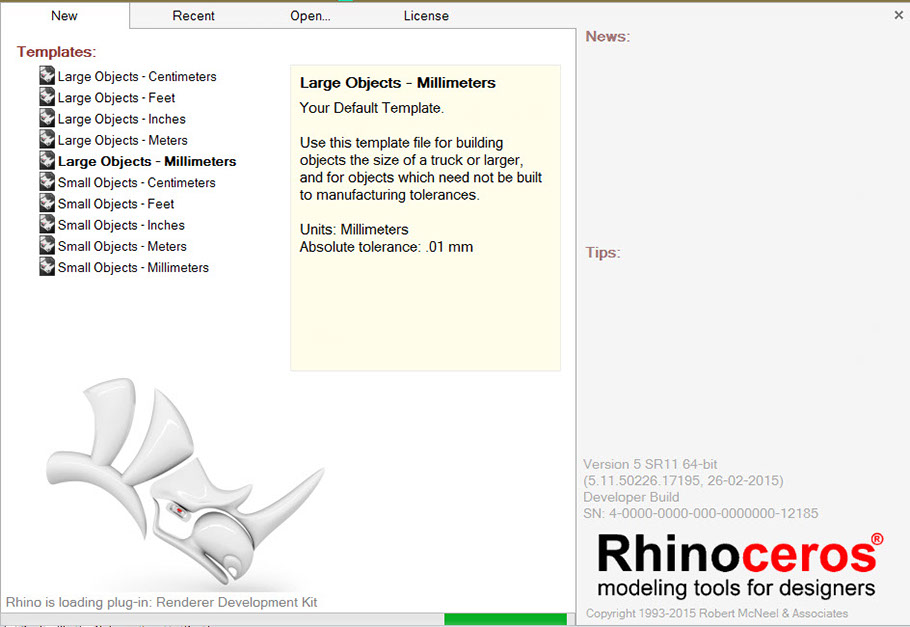 New
Recent
Open...
License
Templates:
Large Objects - Centimeters
Large Objects - Feet
Large Objects - Inches
Large Objects - Meters
Large Objects - Millimeters
Small Objects - Centimeters
Small Objects - Feet
Small Objects - Inches
Small Objects - Meters
Small Objects - Millimeters
Large Objects - Millimeters
Your Default Template.
Use this template file for building
objects the size of a truck or larger,
and for objects which need not be built
to manufacturing tolerances.
Units: Millimeters
Absolute tolerance: .01 mm
Rhino is loading plug-in: Renderer Development Kit
News:
Tips:
Version 5 SR11 64-bit
(5.11.50226.17195, 26-02-2015)
Developer Build
SN: 4-0000-0000-000-0000000-12185
Rhinoceros®
modeling tools for designers
Copyright 1993-2015 Robert McNeel & Associates